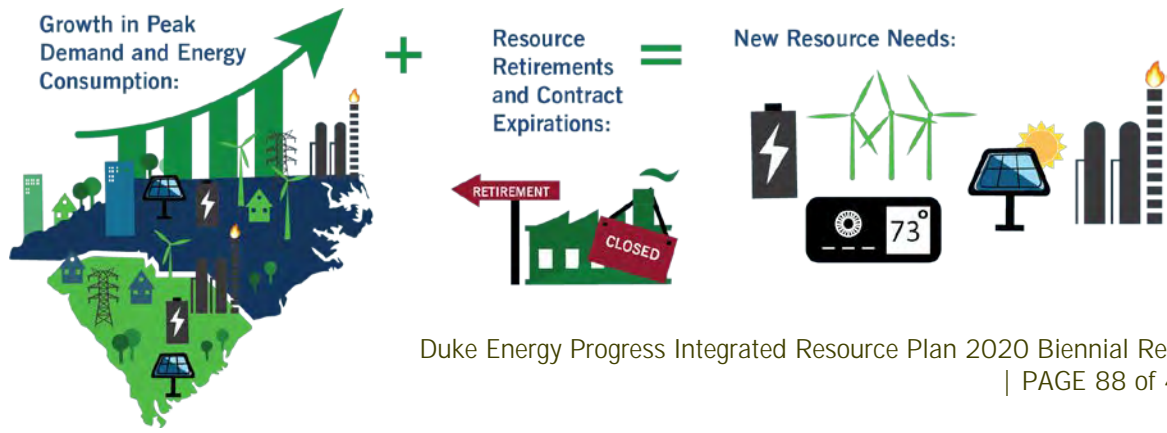 Growth in Peak
Demand and Energy
Consumption:
+
Resource
Retirements
and Contract
Expirations:
=
New Resource Needs:
RETIREMENT
CLOSED
73°
Duke Energy Progress Integrated Resource Plan 2020 Biennial Re
| PAGE 88 of